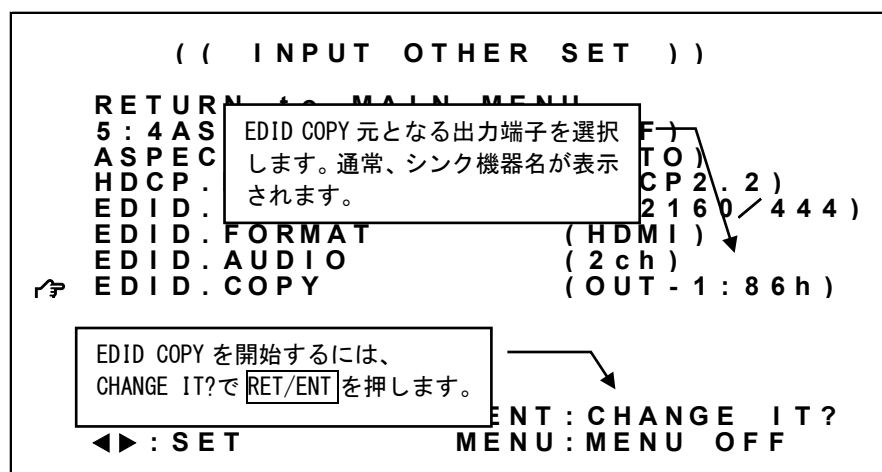 (( INPUT OTHER SET ))
RETURN to MAIN MENU
5:4AS F)
ASPEC TO)
HDCP. CP2.2)
EDID. 2160/444)
EDID.FORMAT (HDMI)
EDID.AUDIO (2ch)
EDID.COPY (OUT-1:86h)
EDID COPY 元となる出力端子を選択
します。通常、シンク機器名が表示
されます。
EDID COPY を開始するには、
CHANGE IT?で RET/ENT を押します。
ENT:CHANGE IT?
◀▶:SET MENU:MENU OFF